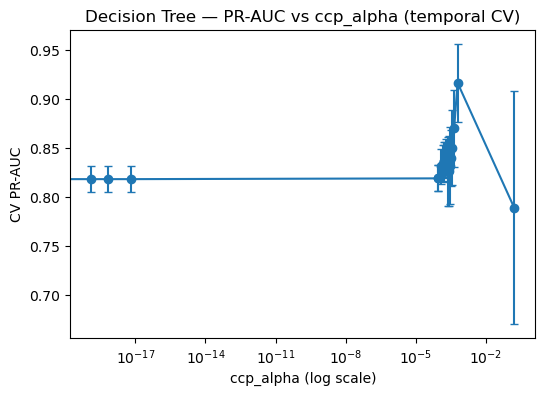 Decision Tree — PR-AUC vs ccp_alpha (temporal CV)
CV PR-AUC
0.95
0.90
0.85
0.80
0.75
0.70
10⁻¹⁷ 10⁻¹⁴ 10⁻¹¹ 10⁻⁸ 10⁻⁵ 10⁻²
ccp_alpha (log scale)